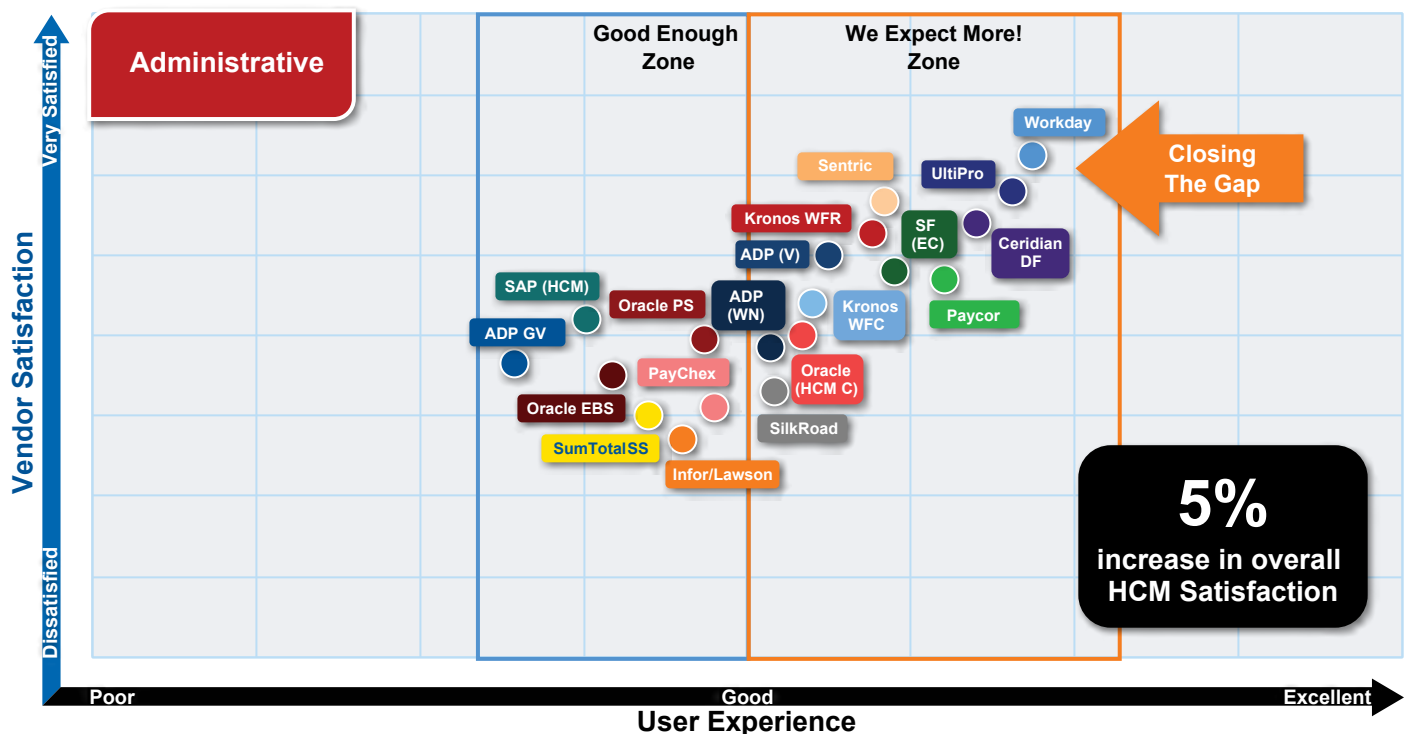 Administrative
Good Enough
Zone
We Expect More!
Zone
Very Satisfied
Vendor Satisfaction
Dissatisfied
Workday
Closing
The Gap
Sentric
UltiPro
Kronos WFR
SF
(EC)
ADP (V)
Ceridian
DF
SAP (HCM)
Oracle PS
ADP
(WN)
Kronos
WFC
Paycor
ADP GV
PayChex
Oracle
(HCM C)
Oracle EBS
SilkRoad
SumTotalSS
Infor/Lawson
5%
increase in overall
HCM Satisfaction
Poor
Good
Excellent
User Experience